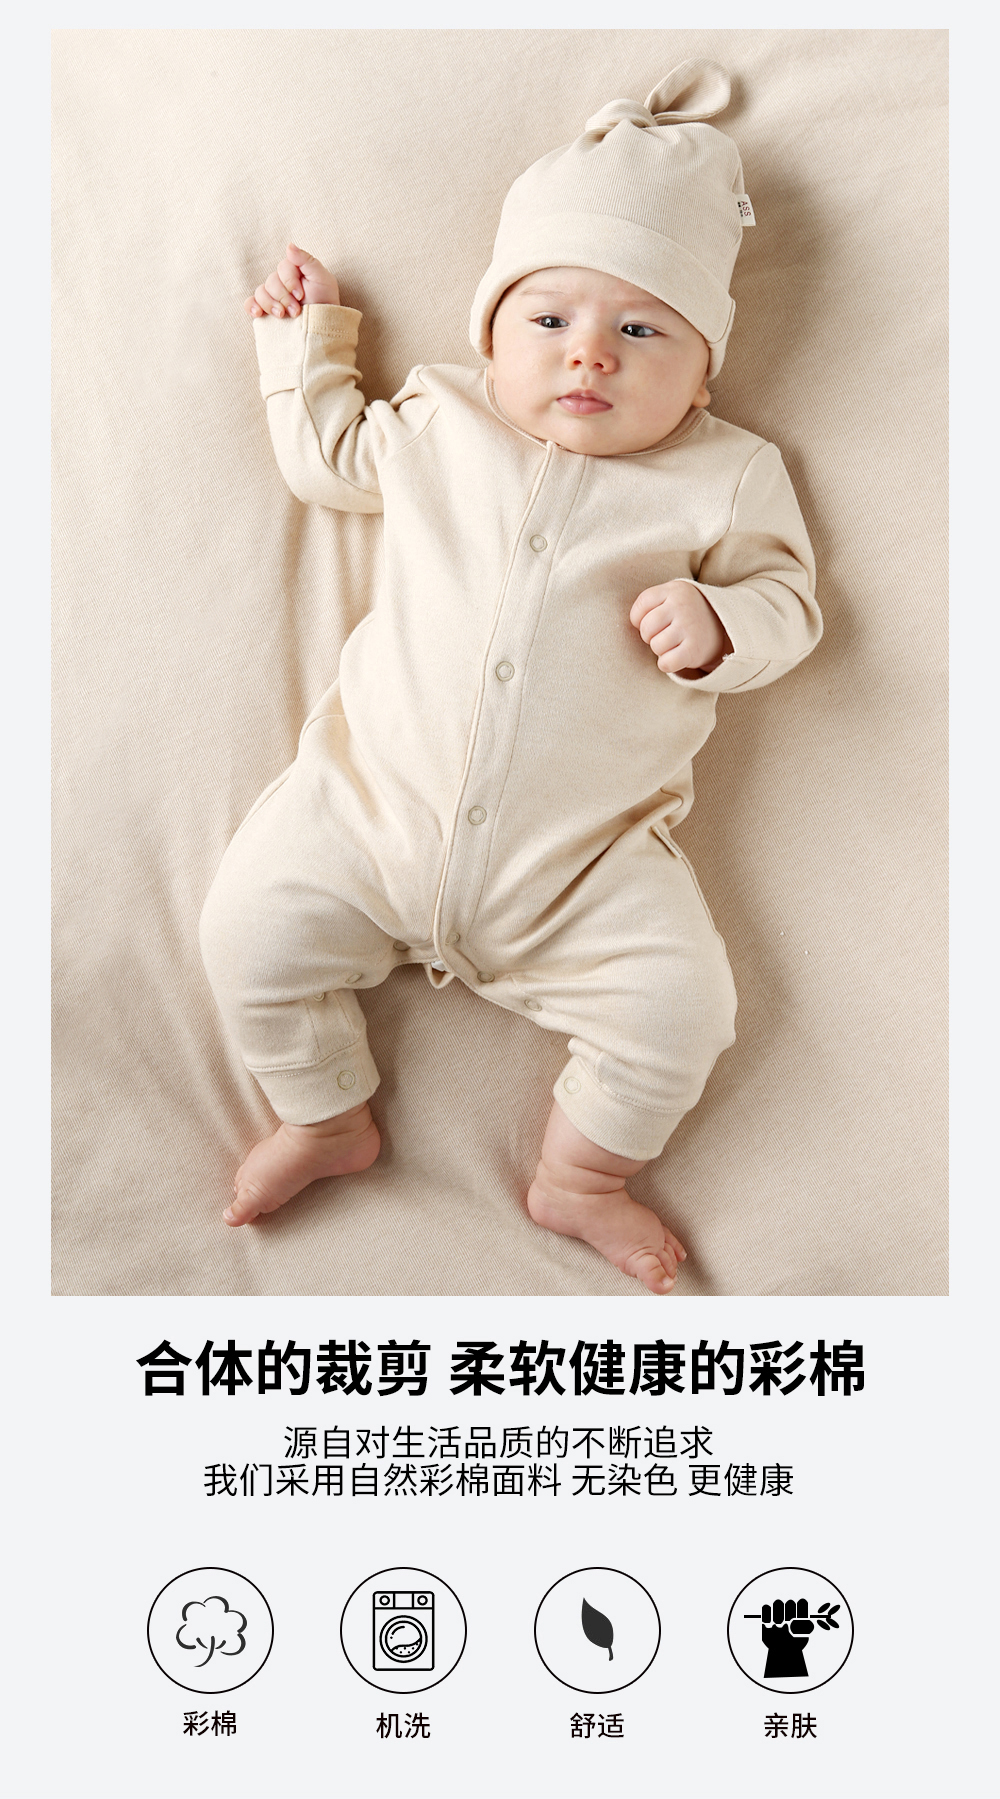 合体的裁剪 柔软健康的彩棉
源自对生活品质的不断追求
我们采用自然彩棉面料 无染色 更健康
彩棉
机洗
舒适
亲肤